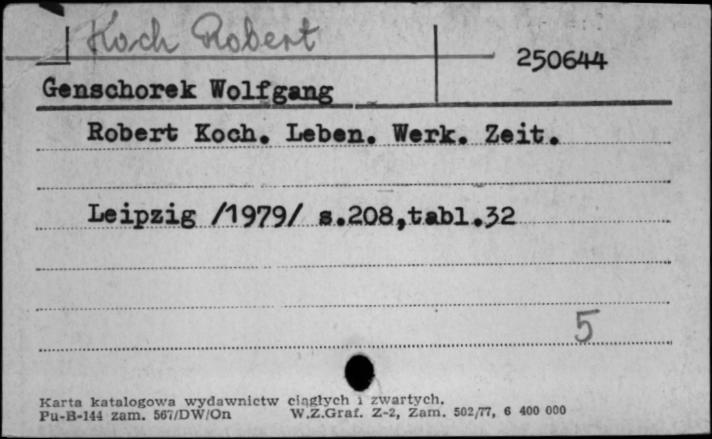 Koch Robert
250644
Genschorek Wolfgang
Robert Koch. Leben. Werk. Zeit.
Leipzig /1979/ s.208,tabl.32
5
Karta katalogowa wydawnictw ciągłych i zwartych.
Pu-B-144 zam. 567/DW/On W.Z.Graf. Z-2, Zam. 502/77, 6 400 000